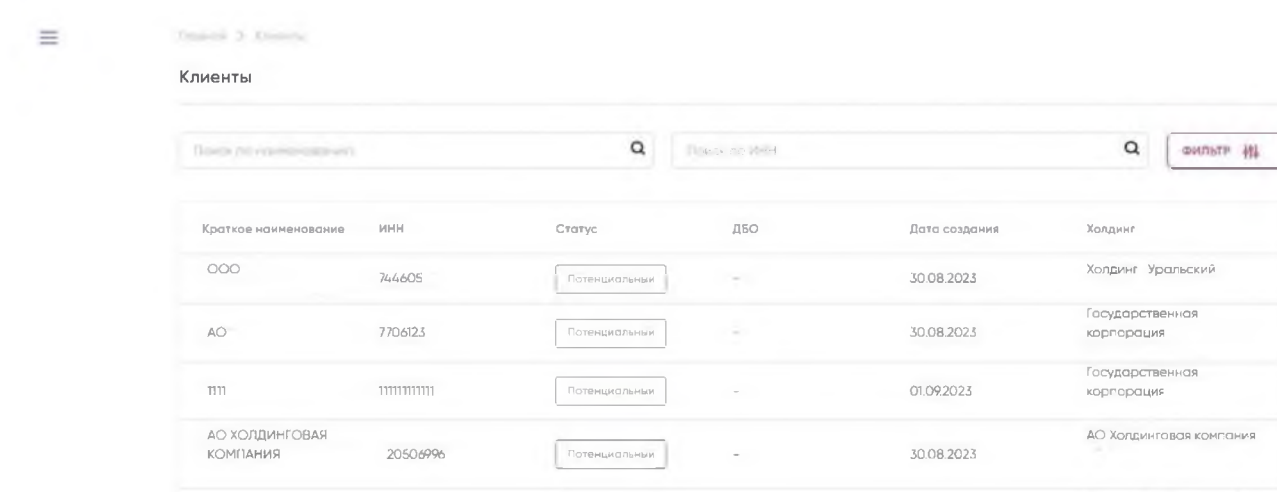 Главная > Клиенты
Клиенты
Поиск по наименованию
Поиск по ИНН
ФИЛЬТР
Краткое наименование ИНН Статус ДБО Дата создания Холдинг
ООО 744605 Потенциальный - 30.08.2023 Холдинг Уральский
АО 7706123 Потенциальный - 30.08.2023 Государственная
корпорация
1111 111111111111 Потенциальный - 01.09.2023 Государственная
корпорация
АО ХОЛДИНГОВАЯ
КОМПАНИЯ 20506996 Потенциальный - 30.08.2023 АО Холдинговая компания